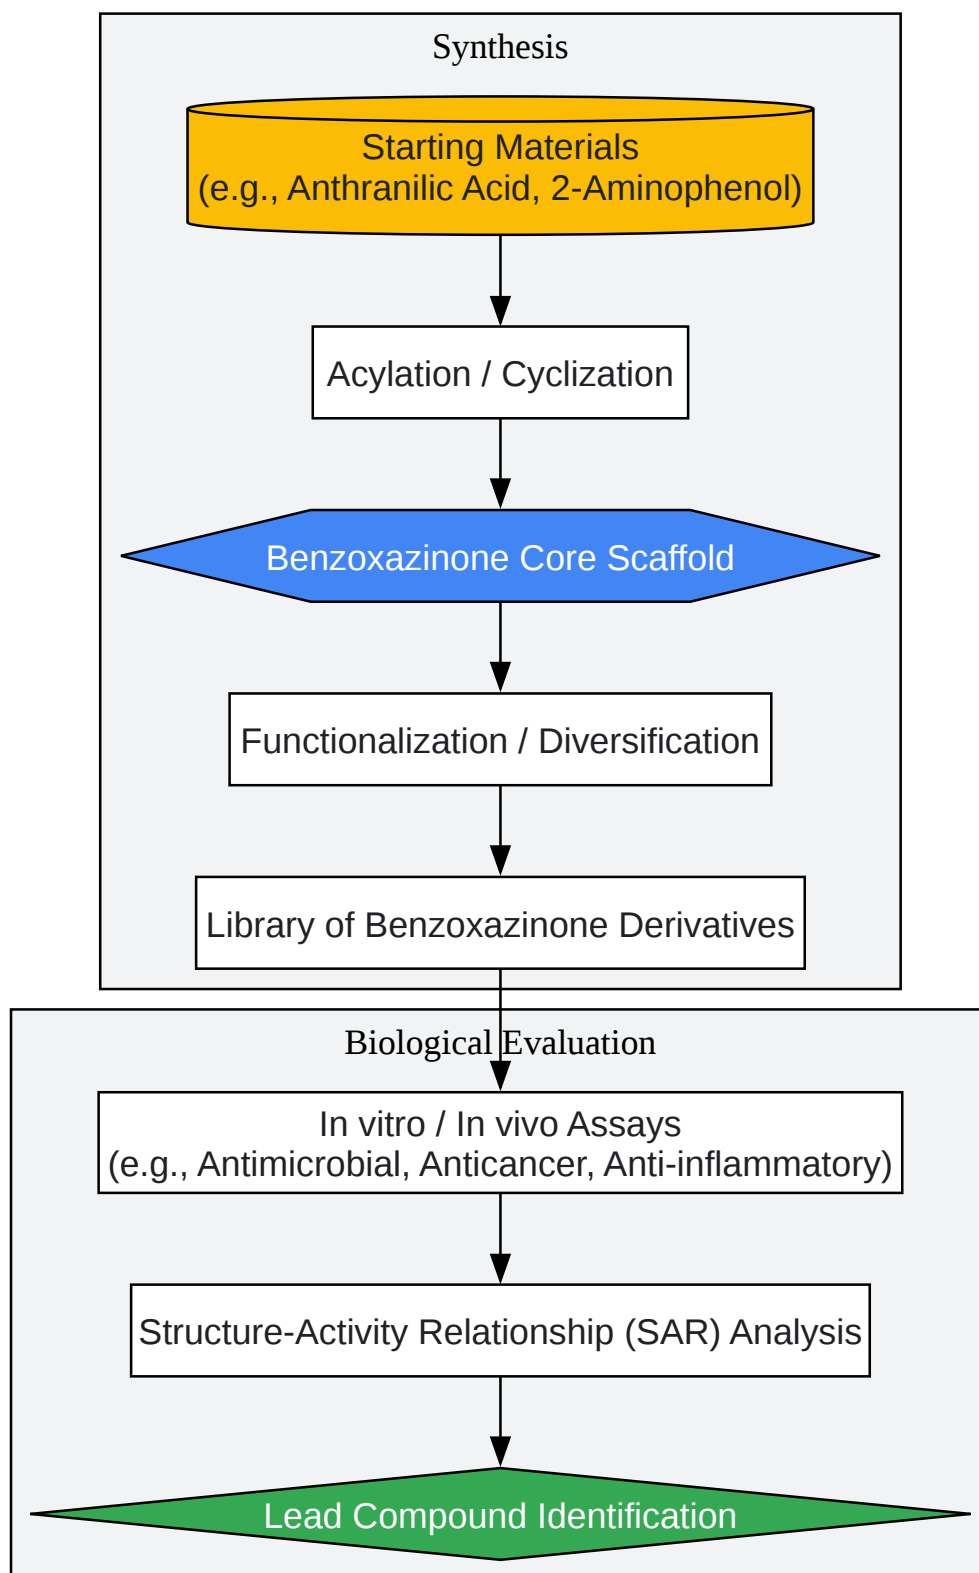 Synthesis
Starting Materials
(e.g., Anthranilic Acid, 2-Aminophenol)
Acylation / Cyclization
Benzoxazinone Core Scaffold
Functionalization / Diversification
Library of Benzoxazinone Derivatives
Biological Evaluation
In vitro / In vivo Assays
(e.g., Antimicrobial, Anticancer, Anti-inflammatory)
Structure-Activity Relationship (SAR) Analysis
Lead Compound Identification